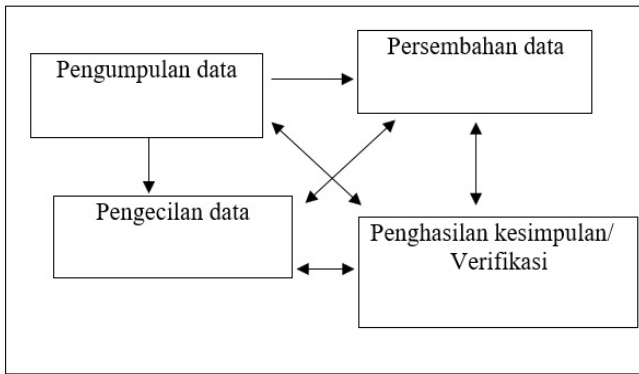 Pengumpulan data
Persembahan data
Pengecilan data
Penghasilan kesimpulan/
Verifikasi